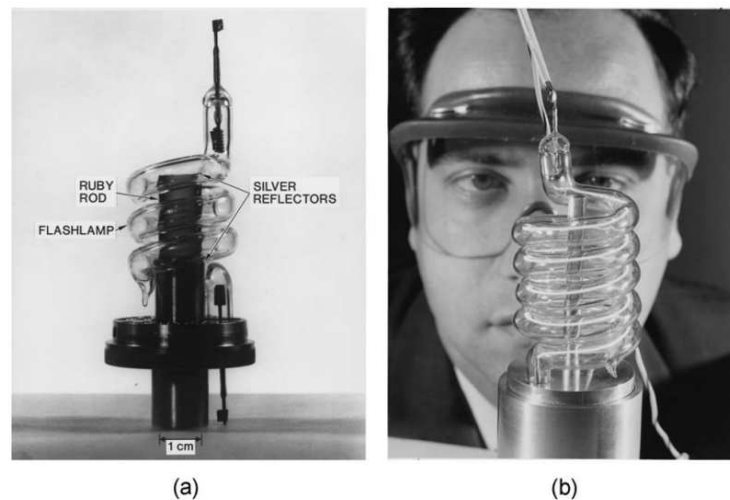 RUBY
ROD
SILVER
REFLECTORS
FLASHLAMP
1 cm
(a)
(b)